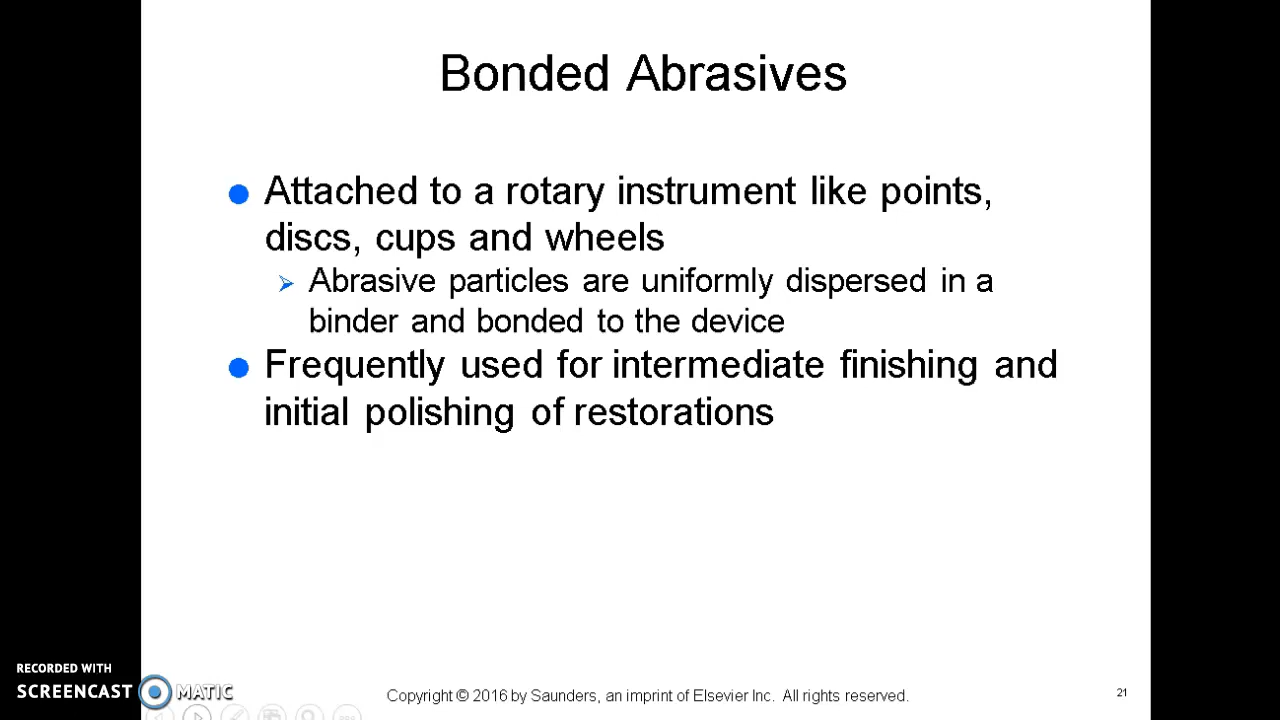 Bonded Abrasives
Attached to a rotary instrument like points,
discs, cups and wheels
Abrasive particles are uniformly dispersed in a
binder and bonded to the device
Frequently used for intermediate finishing and
initial polishing of restorations
RECORDED WITH
SCREENCAST MATIC
Copyright © 2016 by Saunders, an imprint of Elsevier Inc. All rights reserved.
21